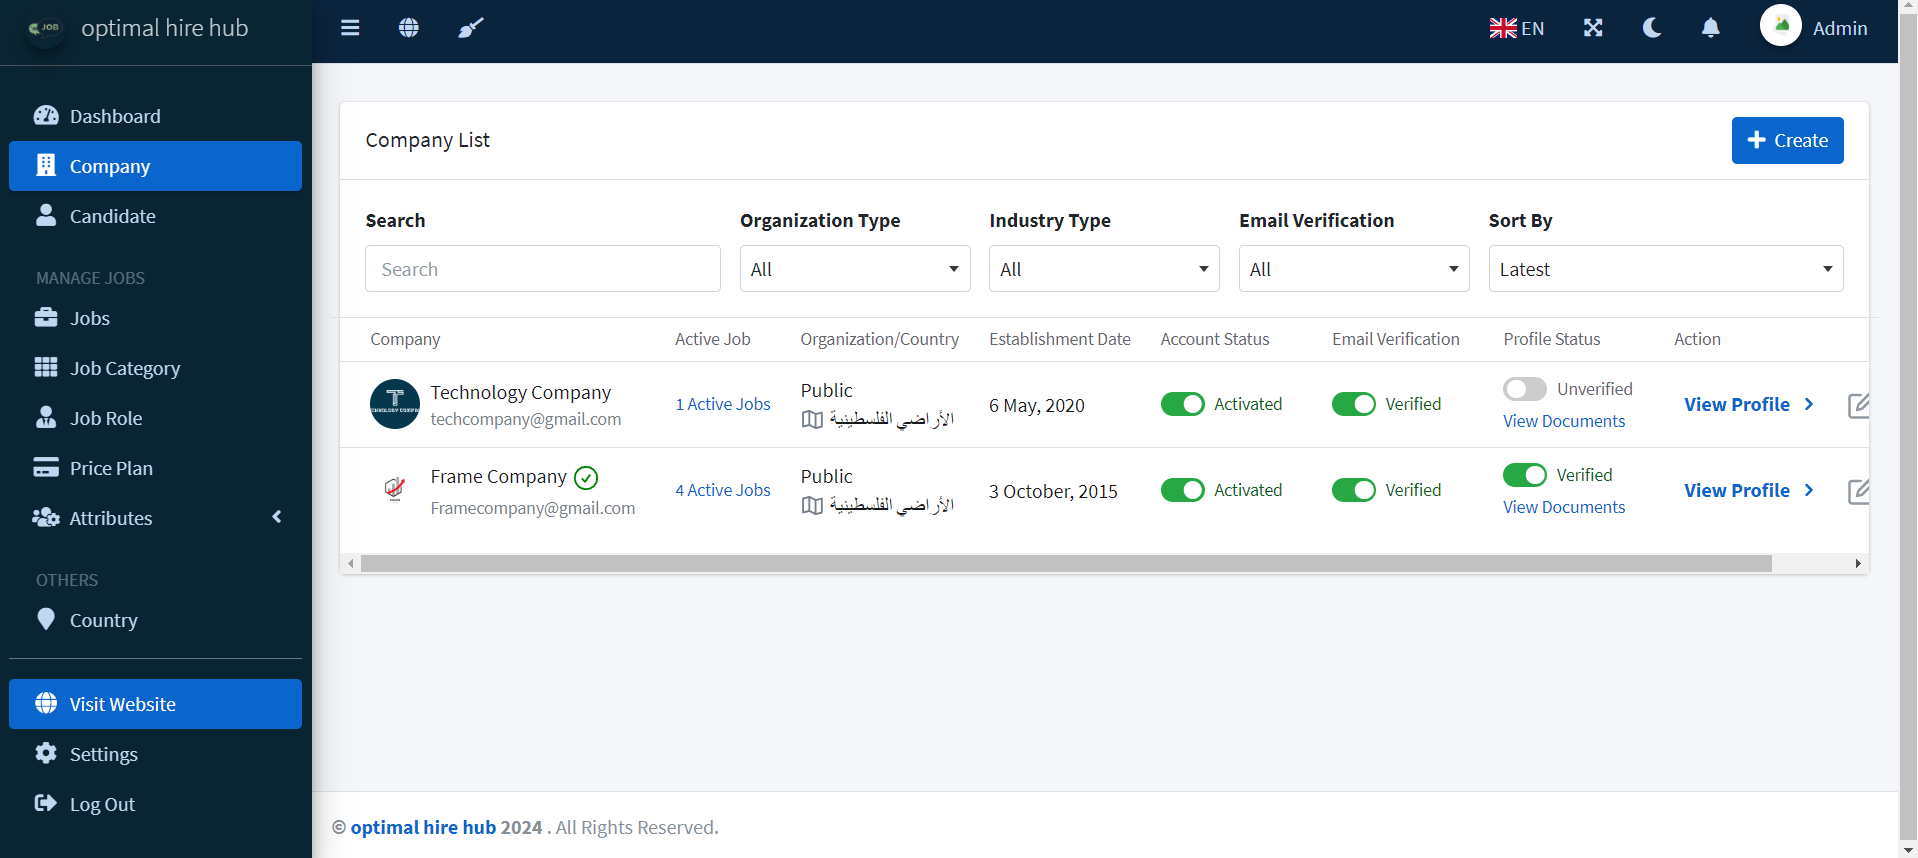 JOB
optimal hire hub
EN
Admin
Dashboard
Company
Candidate
MANAGE JOBS
Jobs
Job Category
Job Role
Price Plan
Attributes
OTHERS
Country
Visit Website
Settings
Log Out
Company List
Create
Search
Organization Type
Industry Type
Email Verification
Sort By
Search
All
All
All
Latest
Company
Active Job
Organization/Country
Establishment Date
Account Status
Email Verification
Profile Status
Action
Technology Company
techcompany@gmail.com
1 Active Jobs
Public
الأراضي الفلسطينية
6 May, 2020
Activated
Verified
Unverified
View Documents
View Profile
Frame Company
Framecompany@gmail.com
4 Active Jobs
Public
الأراضي الفلسطينية
3 October, 2015
Activated
Verified
Verified
View Documents
View Profile
© optimal hire hub 2024 . All Rights Reserved.